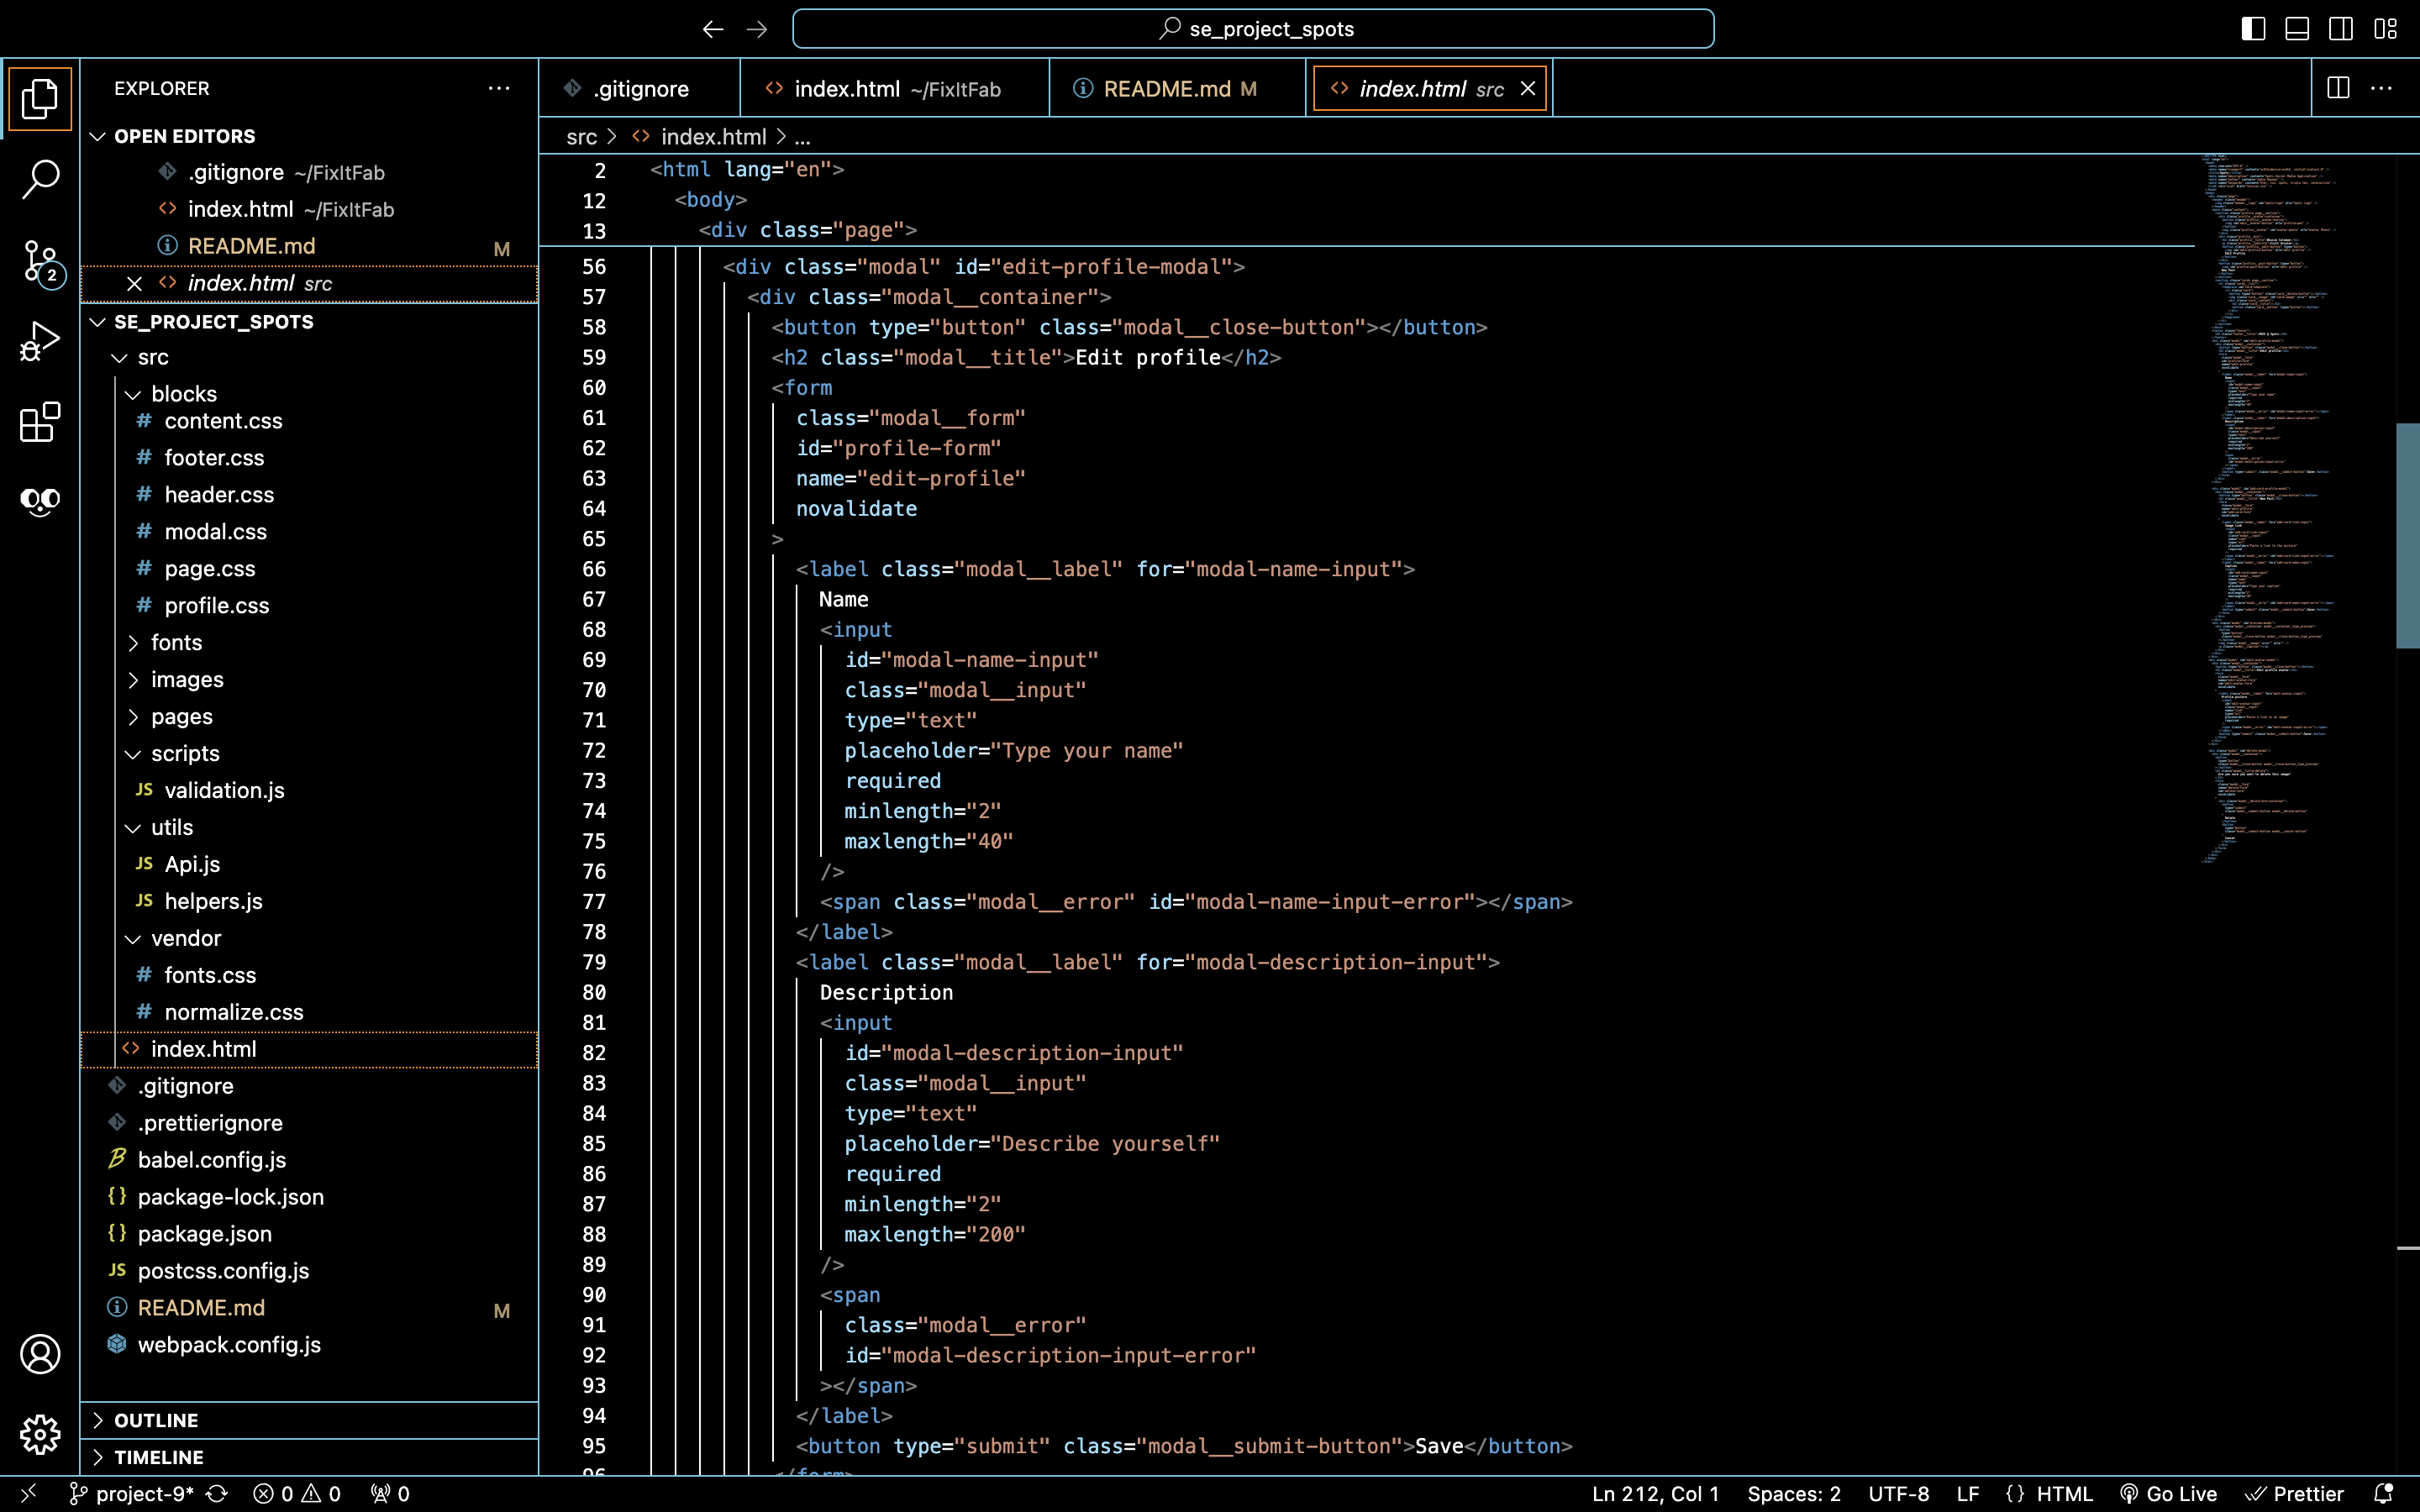 se_project_spots
EXPLORER
OPEN EDITORS
.gitignore ~/FixItFab
index.html ~/FixItFab
README.md M
index.html src
SE_PROJECT_SPOTS
src
blocks
content.css
footer.css
header.css
modal.css
page.css
profile.css
fonts
images
pages
scripts
JS validation.js
utils
JS Api.js
JS helpers.js
vendor
fonts.css
normalize.css
index.html
.gitignore
.prettierignore
babel.config.js
package-lock.json
package.json
JS postcss.config.js
README.md M
webpack.config.js
OUTLINE
TIMELINE
2
.gitignore
index.html ~/FixItFab
README.md M
index.html src
src > index.html > ...
2 <html lang="en">
12 <body>
13 <div class="page">
56 <div class="modal" id="edit-profile-modal">
57 <div class="modal__container">
58 <button type="button" class="modal__close-button"></button>
59 <h2 class="modal__title">Edit profile</h2>
60 <form
61 class="modal__form"
62 id="profile-form"
63 name="edit-profile"
64 novalidate
65 >
66 <label class="modal__label" for="modal-name-input">
67 Name
68 <input
69 id="modal-name-input"
70 class="modal__input"
71 type="text"
72 placeholder="Type your name"
73 required
74 minlength="2"
75 maxlength="40"
76 />
77 <span class="modal__error" id="modal-name-input-error"></span>
78 </label>
79 <label class="modal__label" for="modal-description-input">
80 Description
81 <input
82 id="modal-description-input"
83 class="modal__input"
84 type="text"
85 placeholder="Describe yourself"
86 required
87 minlength="2"
88 maxlength="200"
89 />
90 <span
91 class="modal__error"
92 id="modal-description-input-error"
93 ></span>
94 </label>
95 <button type="submit" class="modal__submit-button">Save</button>
96 </form>
project-9* 0 0 0
Ln 212, Col 1 Spaces: 2 UTF-8 LF {} HTML Go Live Prettier